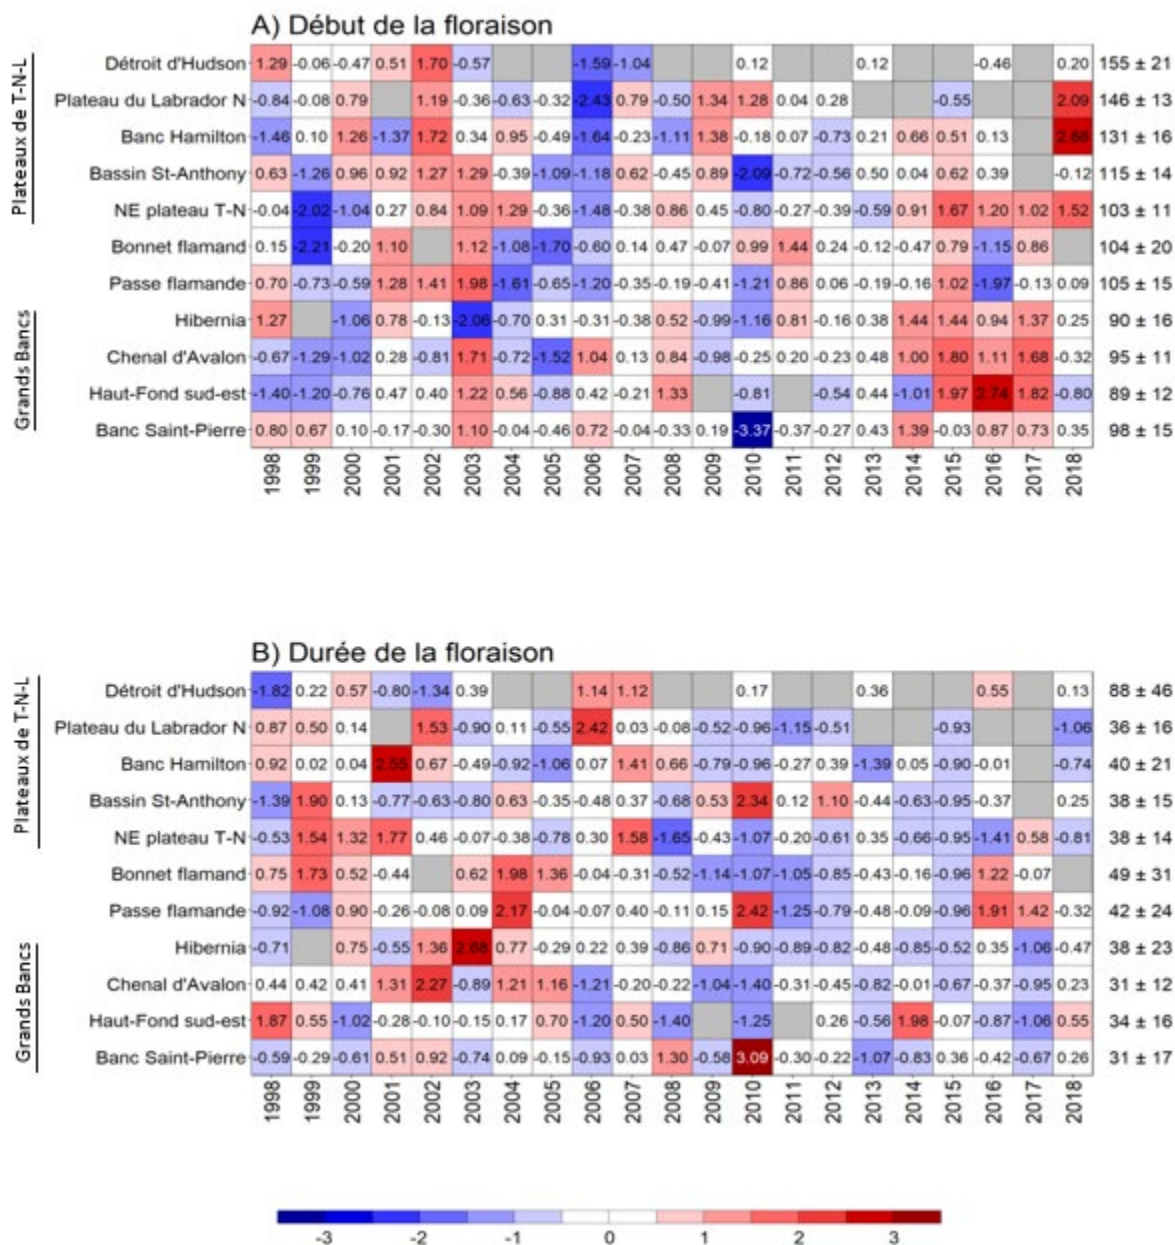 A) Début de la floraison
Plateaux de T-N-L
Grands Bancs
Détroit d'Hudson 1.29 -0.06 -0.47 0.51 1.70 -0.57 -1.59 -1.04 0.12 0.12 -0.46 0.20 155 ± 21
Plateau du Labrador N -0.84 -0.08 0.79 1.19 -0.36 -0.63 -0.32 -2.43 0.79 -0.50 1.34 1.28 0.04 0.28 -0.55 2.09 146 ± 13
Banc Hamilton -1.46 0.10 1.26 -1.37 1.72 0.34 0.95 -0.49 -1.64 -0.23 -1.11 1.38 -0.18 0.07 -0.73 0.21 0.66 0.51 0.13 2.68 131 ± 16
Bassin St-Anthony 0.63 -1.26 0.96 0.92 1.27 1.29 -0.39 -1.09 -1.18 0.62 -0.45 0.89 -2.09 -0.72 -0.56 0.50 0.04 0.62 0.39 -0.12 115 ± 14
NE plateau T-N -0.04 -2.02 -1.04 0.27 0.84 1.09 1.29 -0.36 -1.48 -0.38 0.86 0.45 -0.80 -0.27 -0.39 -0.59 0.91 1.67 1.20 1.02 1.52 103 ± 11
Bonnet flamand 0.15 -2.21 -0.20 1.10 1.12 -1.08 -1.70 -0.60 0.14 0.47 -0.07 0.99 1.44 0.24 -0.12 -0.47 0.79 -1.15 0.86 104 ± 20
Passe flamande 0.70 -0.73 -0.59 1.28 1.41 1.98 -1.61 -0.65 -1.20 -0.35 -0.19 -0.41 -1.21 0.86 0.06 -0.19 -0.16 1.02 -1.97 -0.13 0.09 105 ± 15
Hibernia 1.27 -1.06 0.78 -0.13 -2.06 -0.70 0.31 -0.31 -0.38 0.52 -0.99 -1.16 0.81 -0.16 0.38 1.44 1.44 0.94 1.37 0.25 90 ± 16
Chenal d'Avalon -0.67 -1.29 -1.02 0.28 -0.81 1.71 -0.72 -1.52 1.04 0.13 0.84 -0.98 -0.25 0.20 -0.23 0.48 1.00 1.80 1.11 1.68 -0.32 95 ± 11
Haut-Fond sud-est -1.40 -1.20 -0.76 0.47 0.40 1.22 0.56 -0.88 0.42 -0.21 1.33 -0.81 -0.54 0.44 -1.01 1.97 2.74 1.82 -0.80 89 ± 12
Banc Saint-Pierre 0.80 0.67 0.10 -0.17 -0.30 1.10 -0.04 -0.46 0.72 -0.04 -0.33 0.19 -3.37 -0.37 -0.27 0.43 1.39 -0.03 0.87 0.73 0.35 98 ± 15
1998 1999 2000 2001 2002 2003 2004 2005 2006 2007 2008 2009 2010 2011 2012 2013 2014 2015 2016 2017 2018
B) Durée de la floraison
Plateaux de T-N-L
Grands Bancs
Détroit d'Hudson -1.82 0.22 0.57 -0.80 -1.34 0.39 1.14 1.12 0.17 0.36 0.55 0.13 88 ± 46
Plateau du Labrador N 0.87 0.50 0.14 1.53 -0.90 0.11 -0.55 2.42 0.03 -0.08 -0.52 -0.96 -1.15 -0.51 -0.93 -1.06 36 ± 16
Banc Hamilton 0.92 0.02 0.04 2.55 0.67 -0.49 -0.92 -1.06 0.07 1.41 0.66 -0.79 -0.96 -0.27 0.39 -1.39 0.05 -0.90 -0.01 -0.74 40 ± 21
Bassin St-Anthony -1.39 1.90 0.13 -0.77 -0.63 -0.80 0.63 -0.35 -0.48 0.37 -0.68 0.53 2.34 0.12 1.10 -0.44 -0.63 -0.95 -0.37 0.25 38 ± 15
NE plateau T-N -0.53 1.54 1.32 1.77 0.46 -0.07 -0.38 -0.78 0.30 1.58 -1.65 -0.43 -1.07 -0.20 -0.61 0.35 -0.66 -0.95 -1.41 0.58 -0.81 38 ± 14
Bonnet flamand 0.75 1.73 0.52 -0.44 0.62 1.98 1.36 -0.04 -0.31 -0.52 -1.14 -1.07 -1.05 -0.85 -0.43 -0.16 -0.96 1.22 -0.07 49 ± 31
Passe flamande -0.92 -1.08 0.90 -0.26 -0.08 0.09 2.17 -0.04 -0.07 0.40 -0.11 0.15 2.42 -1.25 -0.79 -0.48 -0.09 -0.96 1.91 1.42 -0.32 42 ± 24
Hibernia -0.71 0.75 -0.55 1.36 2.68 0.77 -0.29 0.22 0.39 -0.86 0.71 -0.90 -0.89 -0.82 -0.48 -0.85 -0.52 0.35 -1.06 -0.47 38 ± 23
Chenal d'Avalon 0.44 0.42 0.41 1.31 2.27 -0.89 1.21 1.16 -1.21 -0.20 -0.22 -1.04 -1.40 -0.31 -0.45 -0.82 -0.01 -0.67 -0.37 -0.95 0.23 31 ± 12
Haut-Fond sud-est 1.87 0.55 -1.02 -0.28 -0.10 -0.15 0.17 0.70 -1.20 0.50 -1.40 -1.25 0.26 -0.56 1.98 -0.07 -0.87 -1.06 0.55 34 ± 16
Banc Saint-Pierre -0.59 -0.29 -0.61 0.51 0.92 -0.74 0.09 -0.15 -0.93 0.03 1.30 -0.58 3.09 -0.30 -0.22 -1.07 -0.83 0.36 -0.42 -0.67 0.26 31 ± 17
1998 1999 2000 2001 2002 2003 2004 2005 2006 2007 2008 2009 2010 2011 2012 2013 2014 2015 2016 2017 2018
-3 -2 -1 0 1 2 3